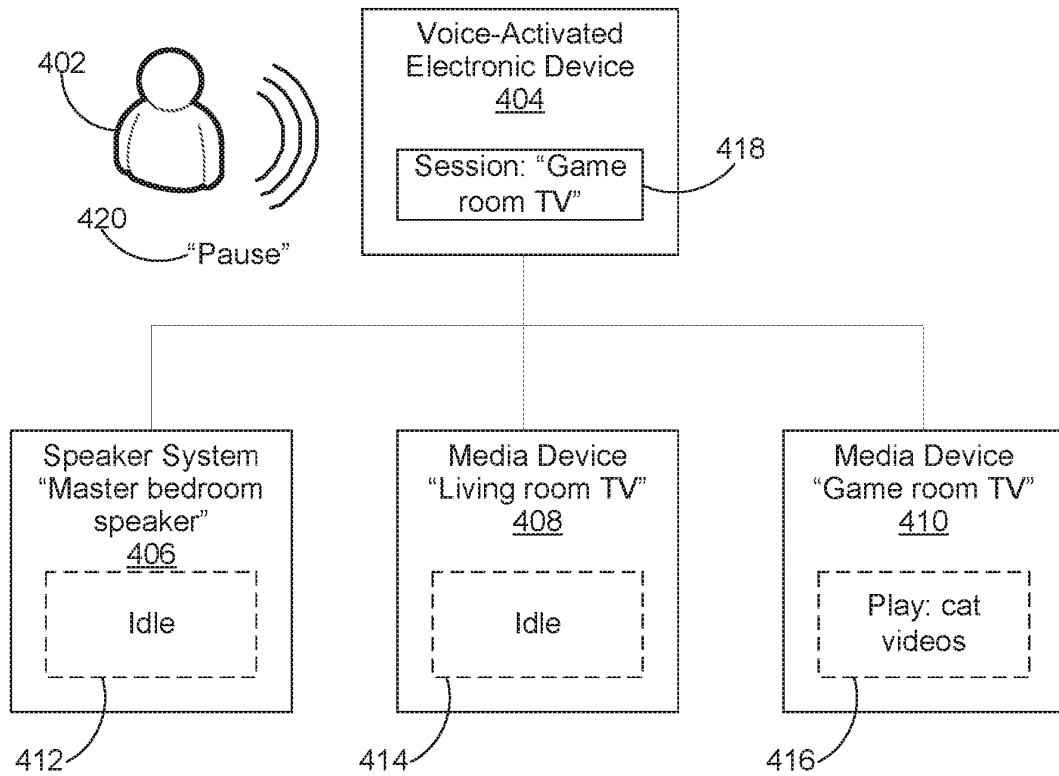 402
Voice-Activated
Electronic Device
404
Session: “Game
room TV”
418
420
“Pause”
Speaker System
“Master bedroom
speaker”
406
Idle
412
Media Device
“Living room TV”
408
Idle
414
Media Device
“Game room TV”
410
Play: cat
videos
416